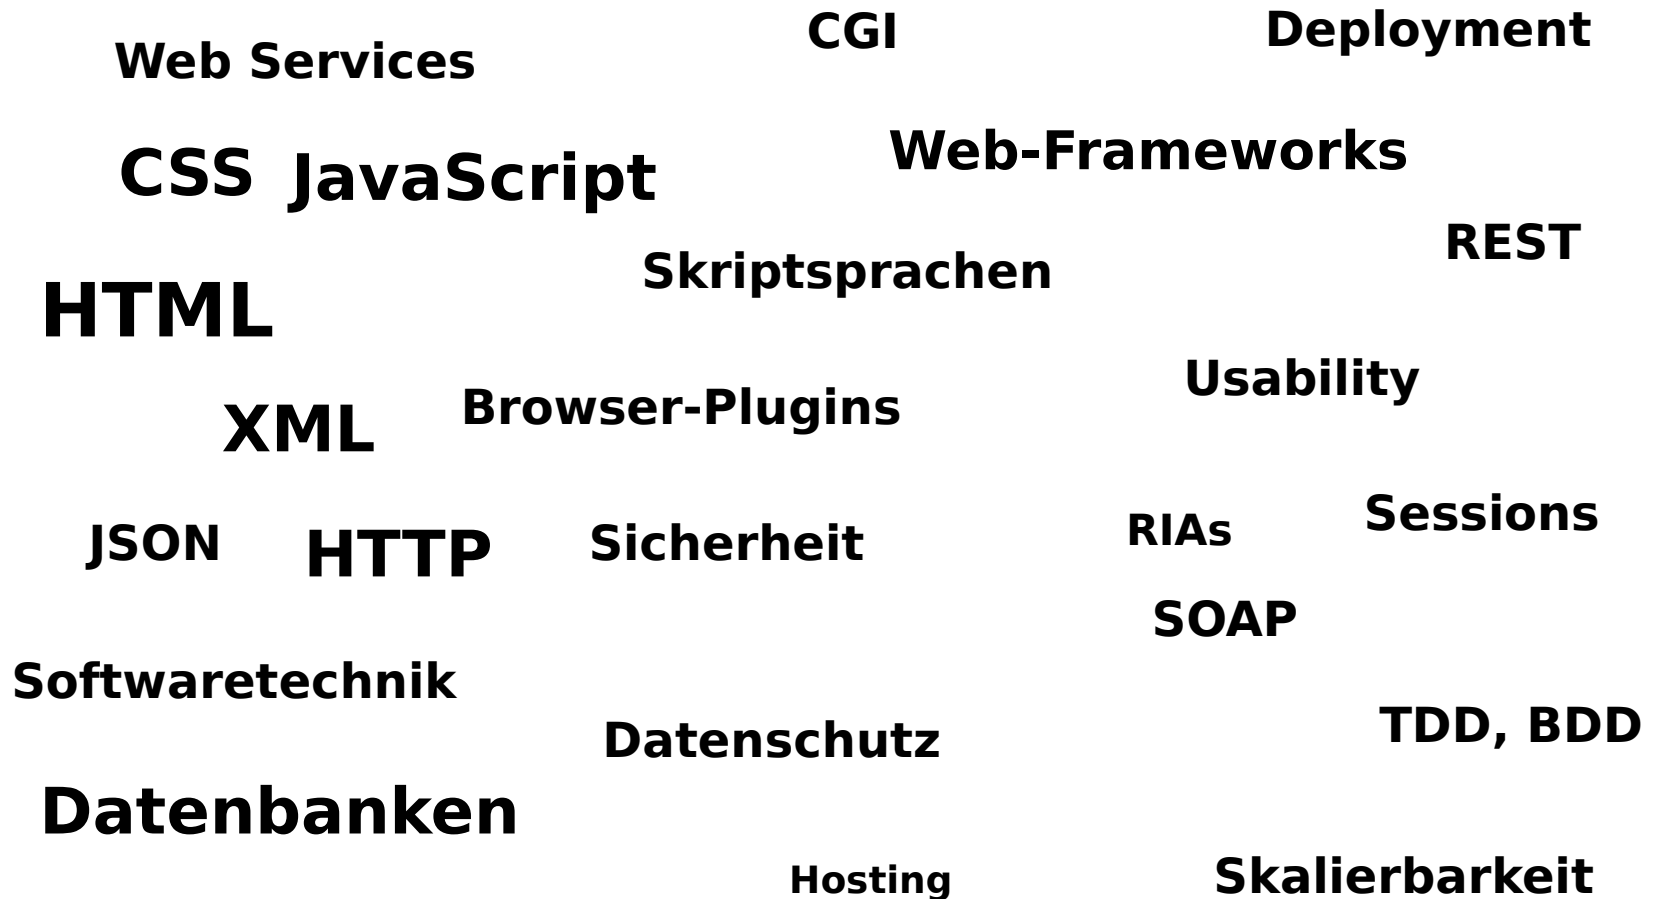 CGI
Deployment
Web Services
Web-Frameworks
CSS
JavaScript
REST
Skriptsprachen
HTML
Usability
Browser-Plugins
XML
Sessions
RIAs
JSON
HTTP
Sicherheit
SOAP
Softwaretechnik
TDD, BDD
Datenschutz
Datenbanken
Hosting
Skalierbarkeit